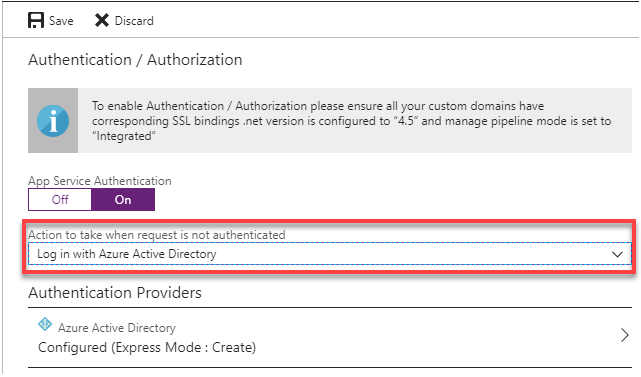 Save Discard
Authentication / Authorization
To enable Authentication / Authorization please ensure all your custom domains have
corresponding SSL bindings .net version is configured to “4.5” and manage pipeline mode is set to
“Integrated”
App Service Authentication
Off On
Action to take when request is not authenticated
Log in with Azure Active Directory
Authentication Providers
Azure Active Directory
Configured (Express Mode : Create)